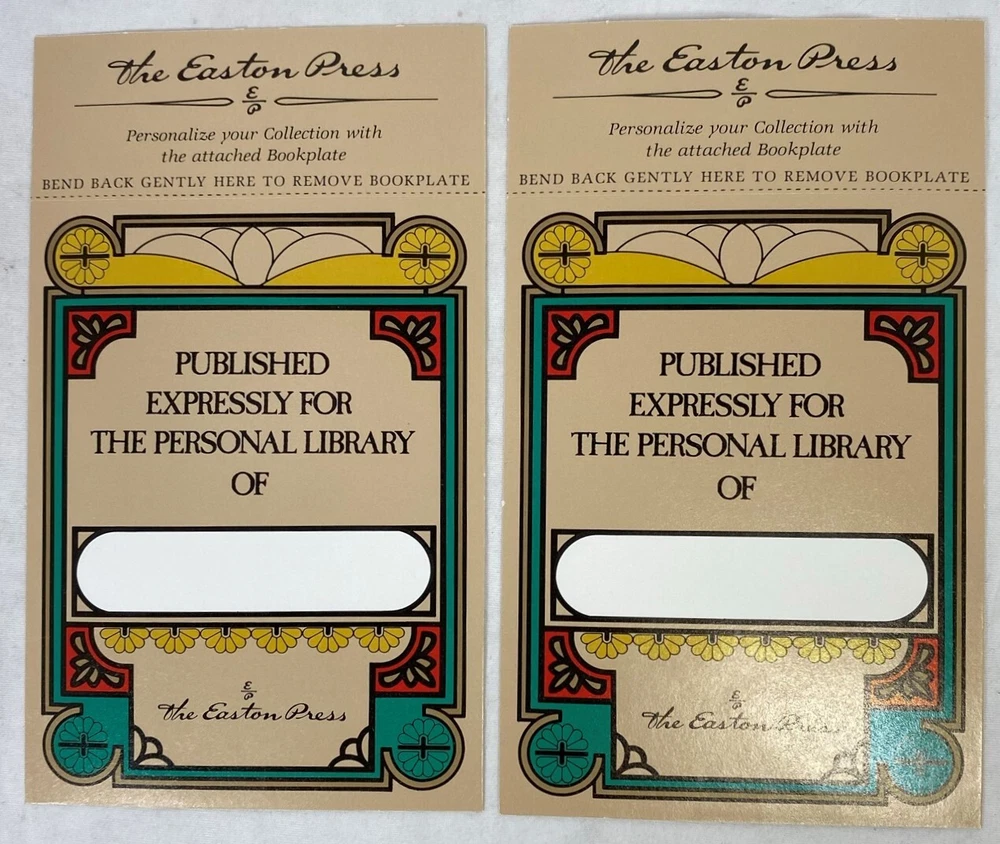 The Easton Press
E
P
Personalize your Collection with
the attached Bookplate
BEND BACK GENTLY HERE TO REMOVE BOOKPLATE
PUBLISHED
EXPRESSLY FOR
THE PERSONAL LIBRARY
OF
E
P
The Easton Press
The Easton Press
E
P
Personalize your Collection with
the attached Bookplate
BEND BACK GENTLY HERE TO REMOVE BOOKPLATE
PUBLISHED
EXPRESSLY FOR
THE PERSONAL LIBRARY
OF
E
P
The Easton Press